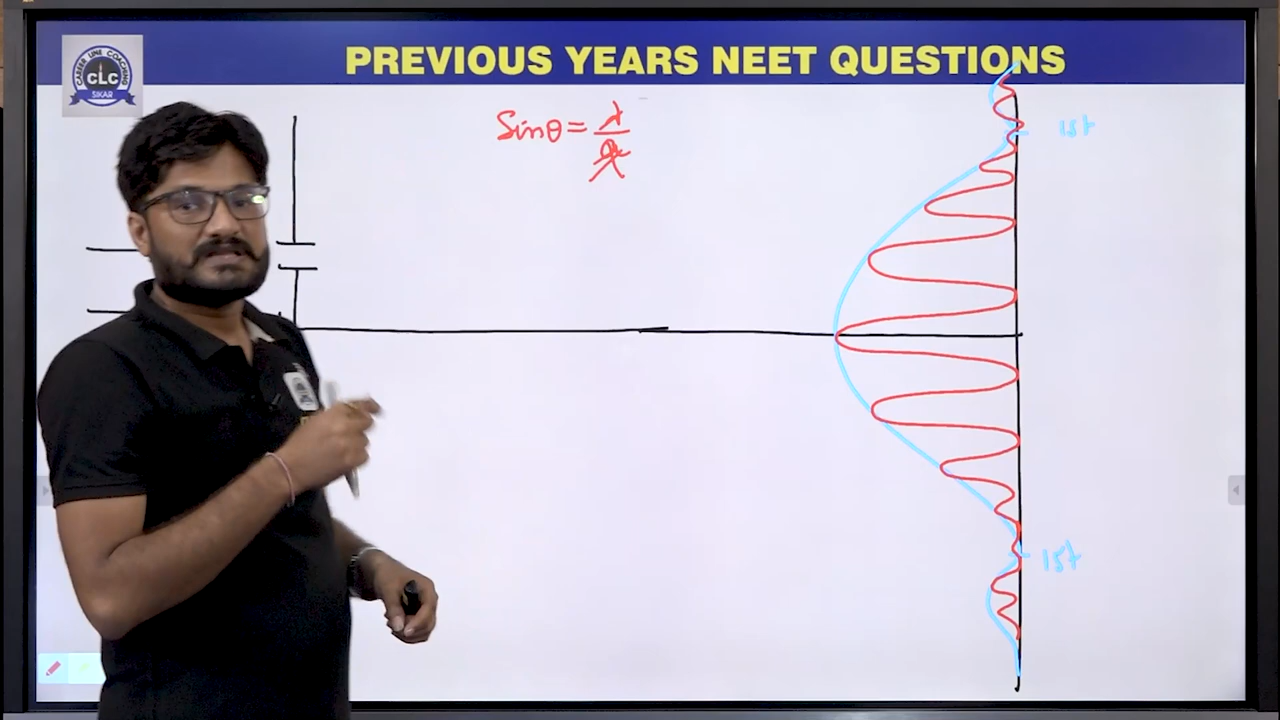 PREVIOUS YEARS NEET QUESTIONS
CAREER LINE COACHING
CLC
SIKAR
Sinθ = λ/
1st
1st